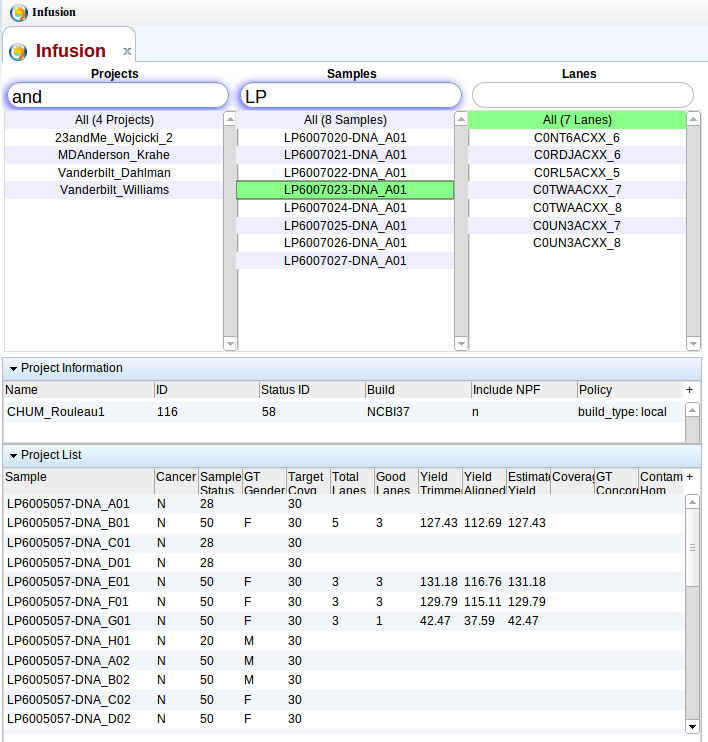 Infusion
Infusion x
Projects Samples Lanes
and LP
All (4 Projects) All (8 Samples) All (7 Lanes)
23andMe_Wojcicki_2 LP6007020-DNA_A01 C0NT6ACXX_6
MDAnderson_Krahe LP6007021-DNA_A01 C0RDJACXX_6
Vanderbilt_Dahlman LP6007022-DNA_A01 C0RL5ACXX_5
Vanderbilt_Williams LP6007023-DNA_A01 C0TWAACXX_7
LP6007024-DNA_A01 C0TWAACXX_8
LP6007025-DNA_A01 C0UN3ACXX_7
LP6007026-DNA_A01 C0UN3ACXX_8
LP6007027-DNA_A01
Project Information
Name ID Status ID Build Include NPF Policy +
CHUM_Rouleau1 116 58 NCBI37 n build_type: local
Project List
Sample Cancer Sample GT Target Total Good Yield Yield Estimate Coverag GT Contam +
Status Gender Covg Lanes Lanes Trimmed Aligned Yield Concord Hom
LP6005057-DNA_A01 N 28 30
LP6005057-DNA_B01 N 50 F 30 5 3 127.43 112.69 127.43
LP6005057-DNA_C01 N 28 30
LP6005057-DNA_D01 N 28 30
LP6005057-DNA_E01 N 50 F 30 3 3 131.18 116.76 131.18
LP6005057-DNA_F01 N 50 F 30 3 3 129.79 115.11 129.79
LP6005057-DNA_G01 N 50 F 30 3 1 42.47 37.59 42.47
LP6005057-DNA_H01 N 20 M 30
LP6005057-DNA_A02 N 50 M 30
LP6005057-DNA_B02 N 50 M 30
LP6005057-DNA_C02 N 50 F 30
LP6005057-DNA_D02 N 50 F 30